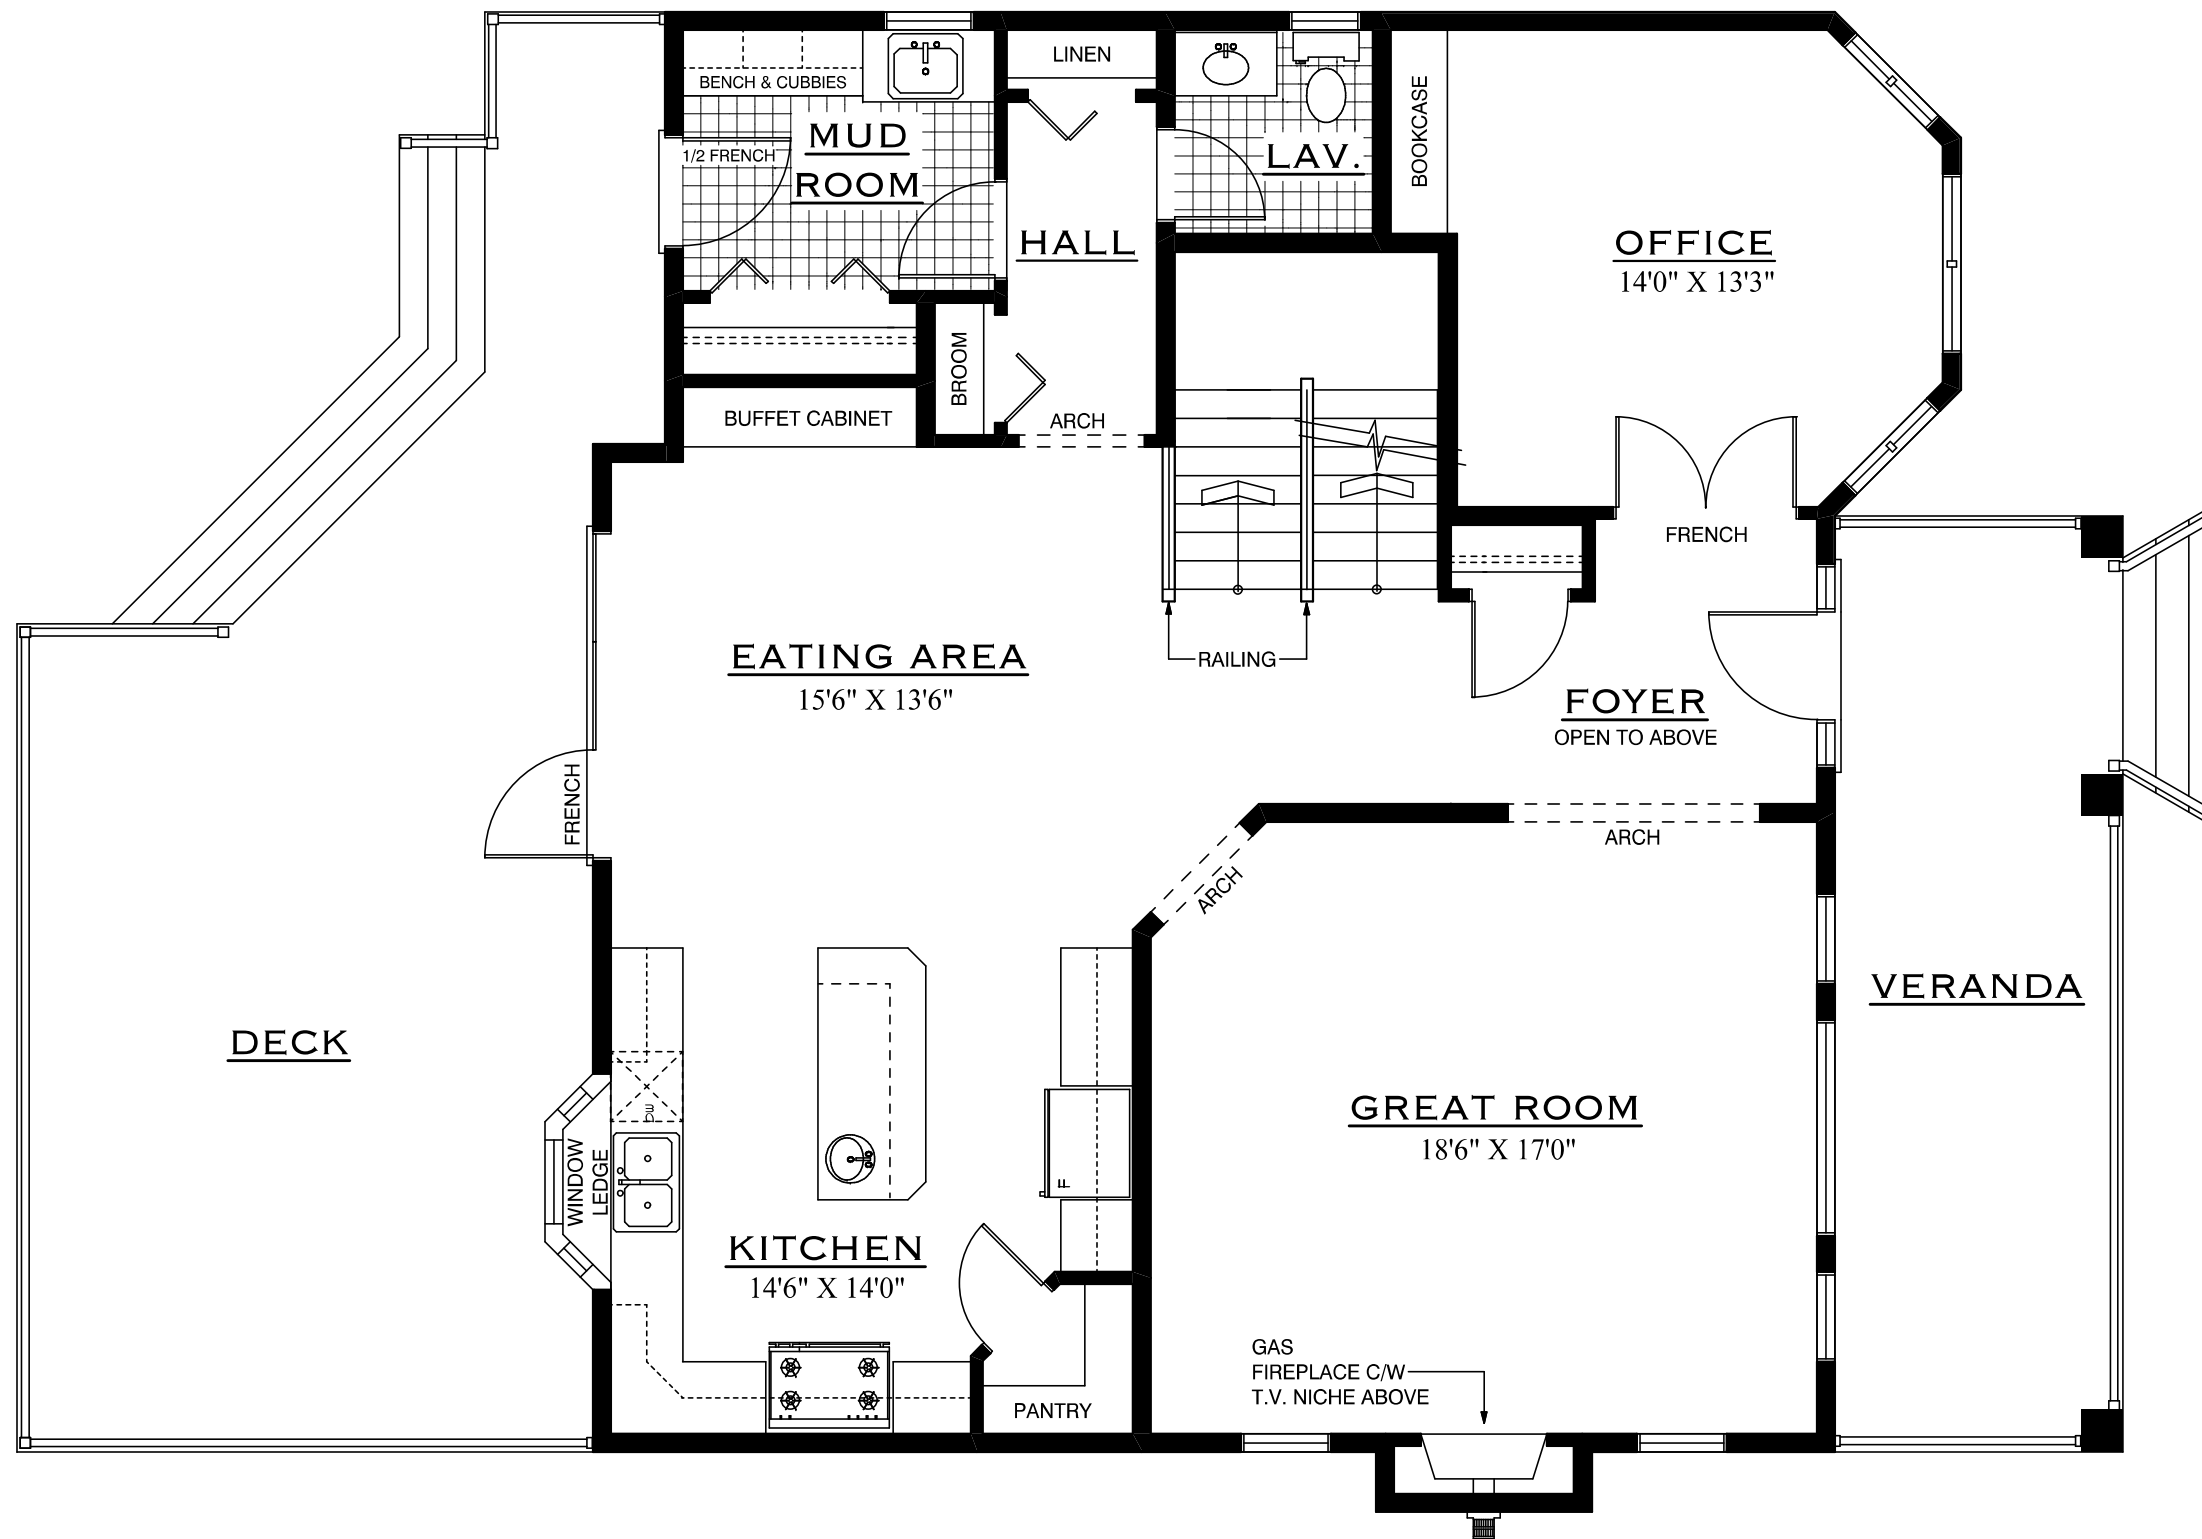 LINEN
BENCH & CUBBIES
MUD
ROOM
1/2 FRENCH
LAV.
BOOKCASE
HALL
OFFICE
14'0" X 13'3"
BROOM
BUFFET CABINET
ARCH
FRENCH
RAILING
EATING AREA
15'6" X 13'6"
FOYER
OPEN TO ABOVE
FRENCH
ARCH
ARCH
VERANDA
DECK
DW
GREAT ROOM
18'6" X 17'0"
WINDOW
LEDGE
F
KITCHEN
14'6" X 14'0"
GAS
FIREPLACE C/W
T.V. NICHE ABOVE
PANTRY